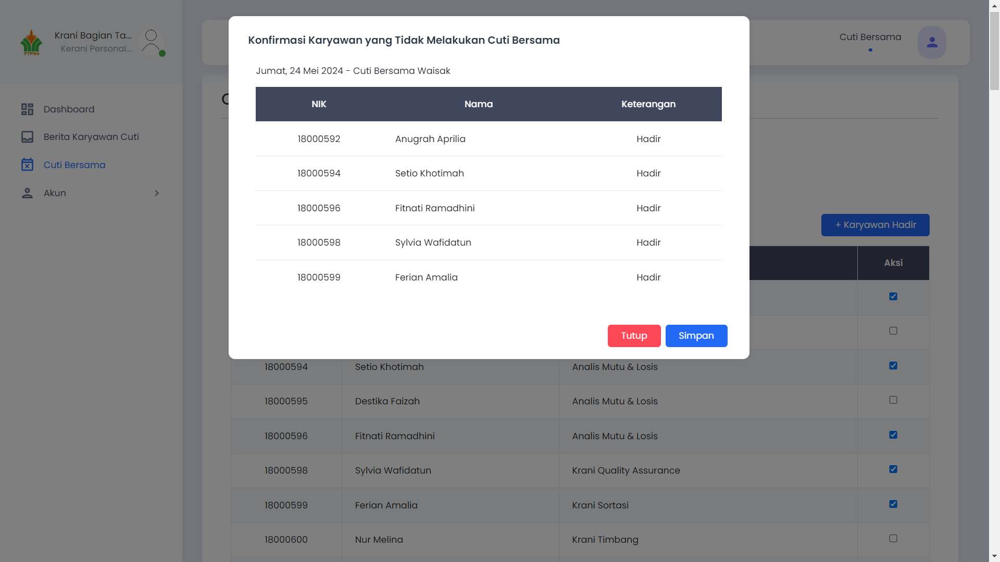 Krani Bagian Ta...
Kerani Personal...
PTPN4
Dashboard
Berita Karyawan Cuti
Cuti Bersama
Akun
Cuti Bersama
Konfirmasi Karyawan yang Tidak Melakukan Cuti Bersama
Jumat, 24 Mei 2024 - Cuti Bersama Waisak
NIK Nama Keterangan
18000592 Anugrah Aprilia Hadir
18000594 Setio Khotimah Hadir
18000596 Fitnati Ramadhini Hadir
18000598 Sylvia Wafidatun Hadir
18000599 Ferian Amalia Hadir
Tutup Simpan
+ Karyawan Hadir
Aksi
18000594 Setio Khotimah Analis Mutu & Losis
18000595 Destika Faizah Analis Mutu & Losis
18000596 Fitnati Ramadhini Analis Mutu & Losis
18000598 Sylvia Wafidatun Krani Quality Assurance
18000599 Ferian Amalia Krani Sortasi
18000600 Nur Melina Krani Timbang